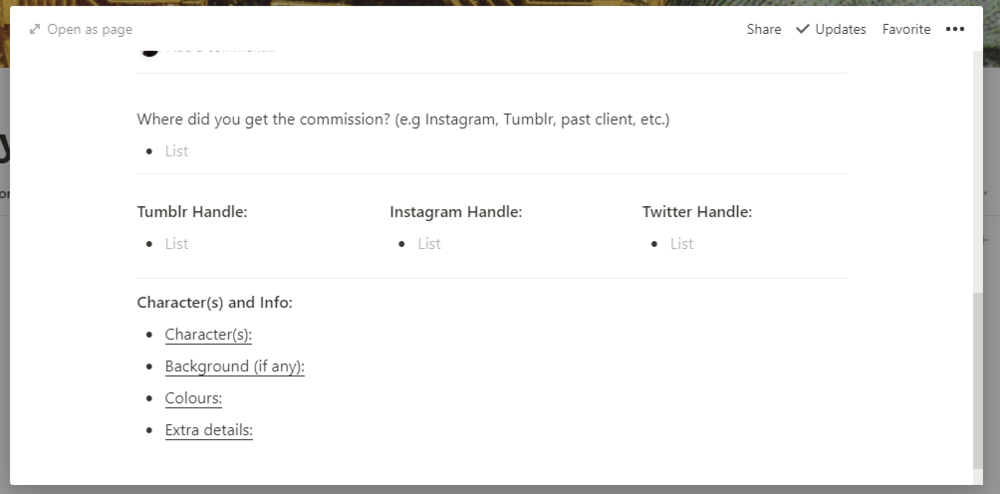 Open as page
Share Updates Favorite
Where did you get the commission? (e.g Instagram, Tumblr, past client, etc.)
List
Tumblr Handle: Instagram Handle: Twitter Handle:
List List List
Character(s) and Info:
Character(s):
Background (if any):
Colours:
Extra details: